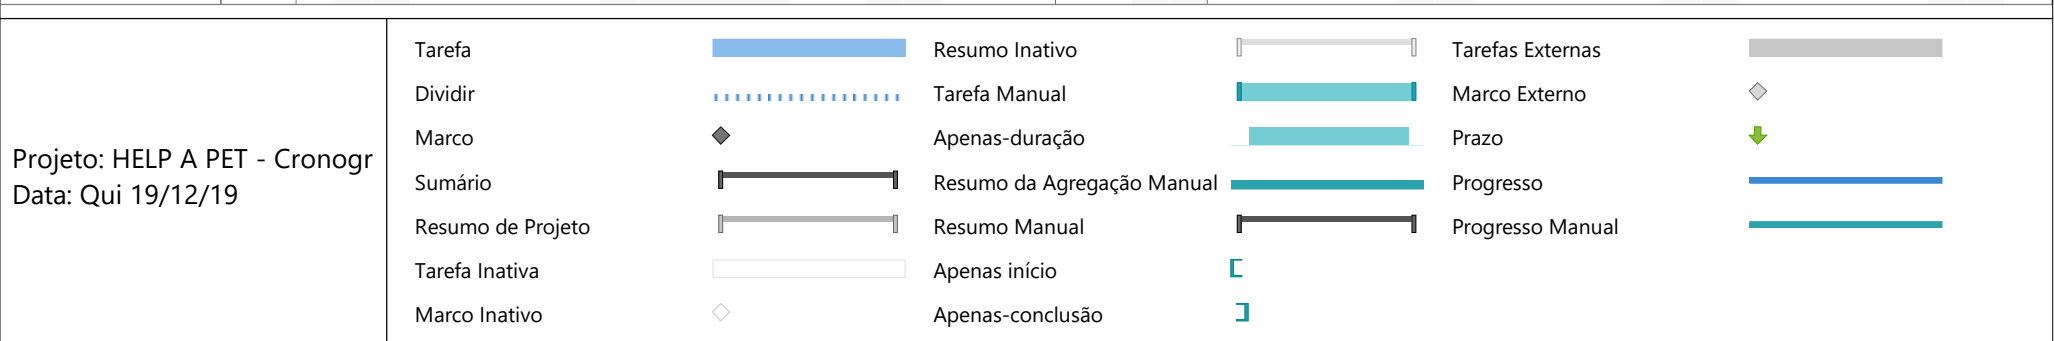 Projeto: HELP A PET - Cronogr
Data: Qui 19/12/19
Tarefa
Dividir
Marco
Sumário
Resumo de Projeto
Tarefa Inativa
Marco Inativo
Resumo Inativo
Tarefa Manual
Apenas-duração
Resumo da Agregação Manual
Resumo Manual
Apenas início
Apenas-conclusão
Tarefas Externas
Marco Externo
Prazo
Progresso
Progresso Manual